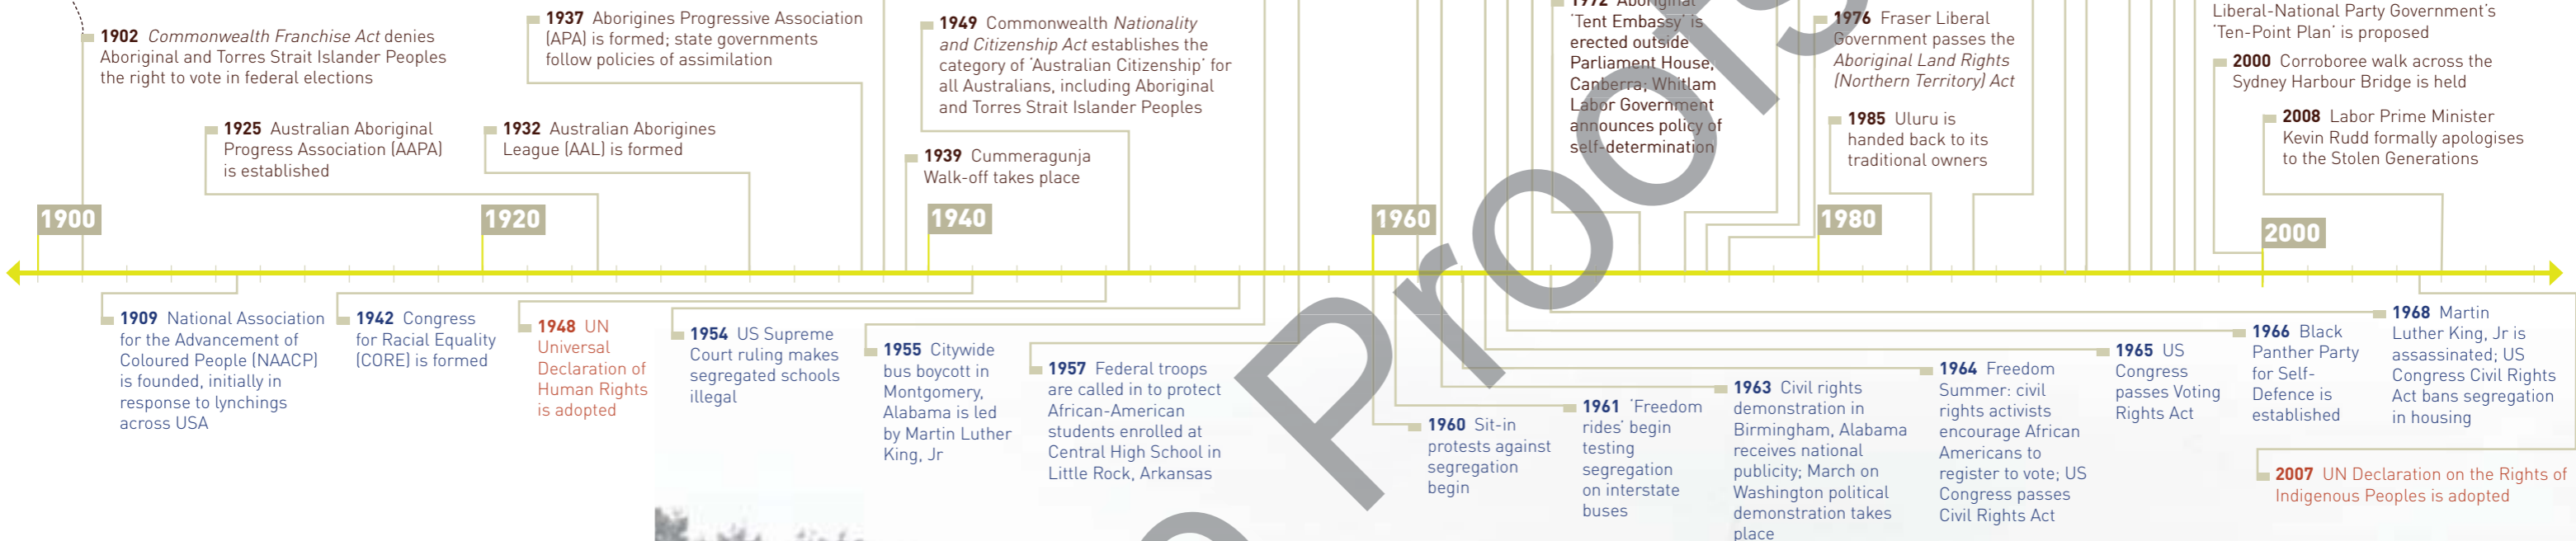 1902 Commonwealth Franchise Act denies
Aboriginal and Torres Strait Islander Peoples
the right to vote in federal elections
1925 Australian Aboriginal
Progress Association (AAPA)
is established
1937 Aborigines Progressive Association
(APA) is formed; state governments
follow policies of assimilation
1932 Australian Aborigines
League (AAL) is formed
1949 Commonwealth Nationality
and Citizenship Act establishes the
category of 'Australian Citizenship' for
all Australians, including Aboriginal
and Torres Strait Islander Peoples
1939 Cummeragunja
Walk-off takes place
1972 Aboriginal
'Tent Embassy' is
erected outside
Parliament House,
Canberra; Whitlam
Labor Government
announces policy of
self-determination
1976 Fraser Liberal
Government passes the
Aboriginal Land Rights
(Northern Territory) Act
1985 Uluru is
handed back to its
traditional owners
Liberal-National Party Government's
'Ten-Point Plan' is proposed
2000 Corroboree walk across the
Sydney Harbour Bridge is held
2008 Labor Prime Minister
Kevin Rudd formally apologises
to the Stolen Generations
1900
1920
1940
1960
1980
2000
1909 National Association
for the Advancement of
Coloured People (NAACP)
is founded, initially in
response to lynchings
across USA
1942 Congress
for Racial Equality
(CORE) is formed
1948 UN
Universal
Declaration of
Human Rights
is adopted
1954 US Supreme
Court ruling makes
segregated schools
illegal
1955 Citywide
bus boycott in
Montgomery,
Alabama is led
by Martin Luther
King, Jr
1957 Federal troops
are called in to protect
African-American
students enrolled at
Central High School in
Little Rock, Arkansas
1960 Sit-in
protests against
segregation
begin
1961 'Freedom
rides' begin
testing
segregation
on interstate
buses
1963 Civil rights
demonstration in
Birmingham, Alabama
receives national
publicity; March on
Washington political
demonstration takes
place
1964 Freedom
Summer: civil
rights activists
encourage African
Americans to
register to vote; US
Congress passes
Civil Rights Act
1965 US
Congress
passes Voting
Rights Act
1966 Black
Panther Party
for Self-
Defence is
established
1968 Martin
Luther King, Jr is
assassinated; US
Congress Civil Rights
Act bans segregation
in housing
2007 UN Declaration on the Rights of
Indigenous Peoples is adopted
Proofs